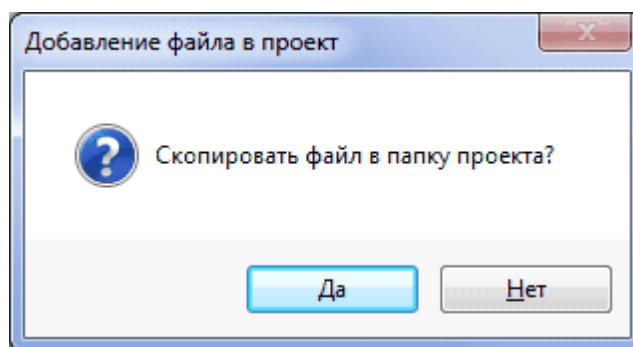 Добавление файла в проект
Скопировать файл в папку проекта?
Да
Нет